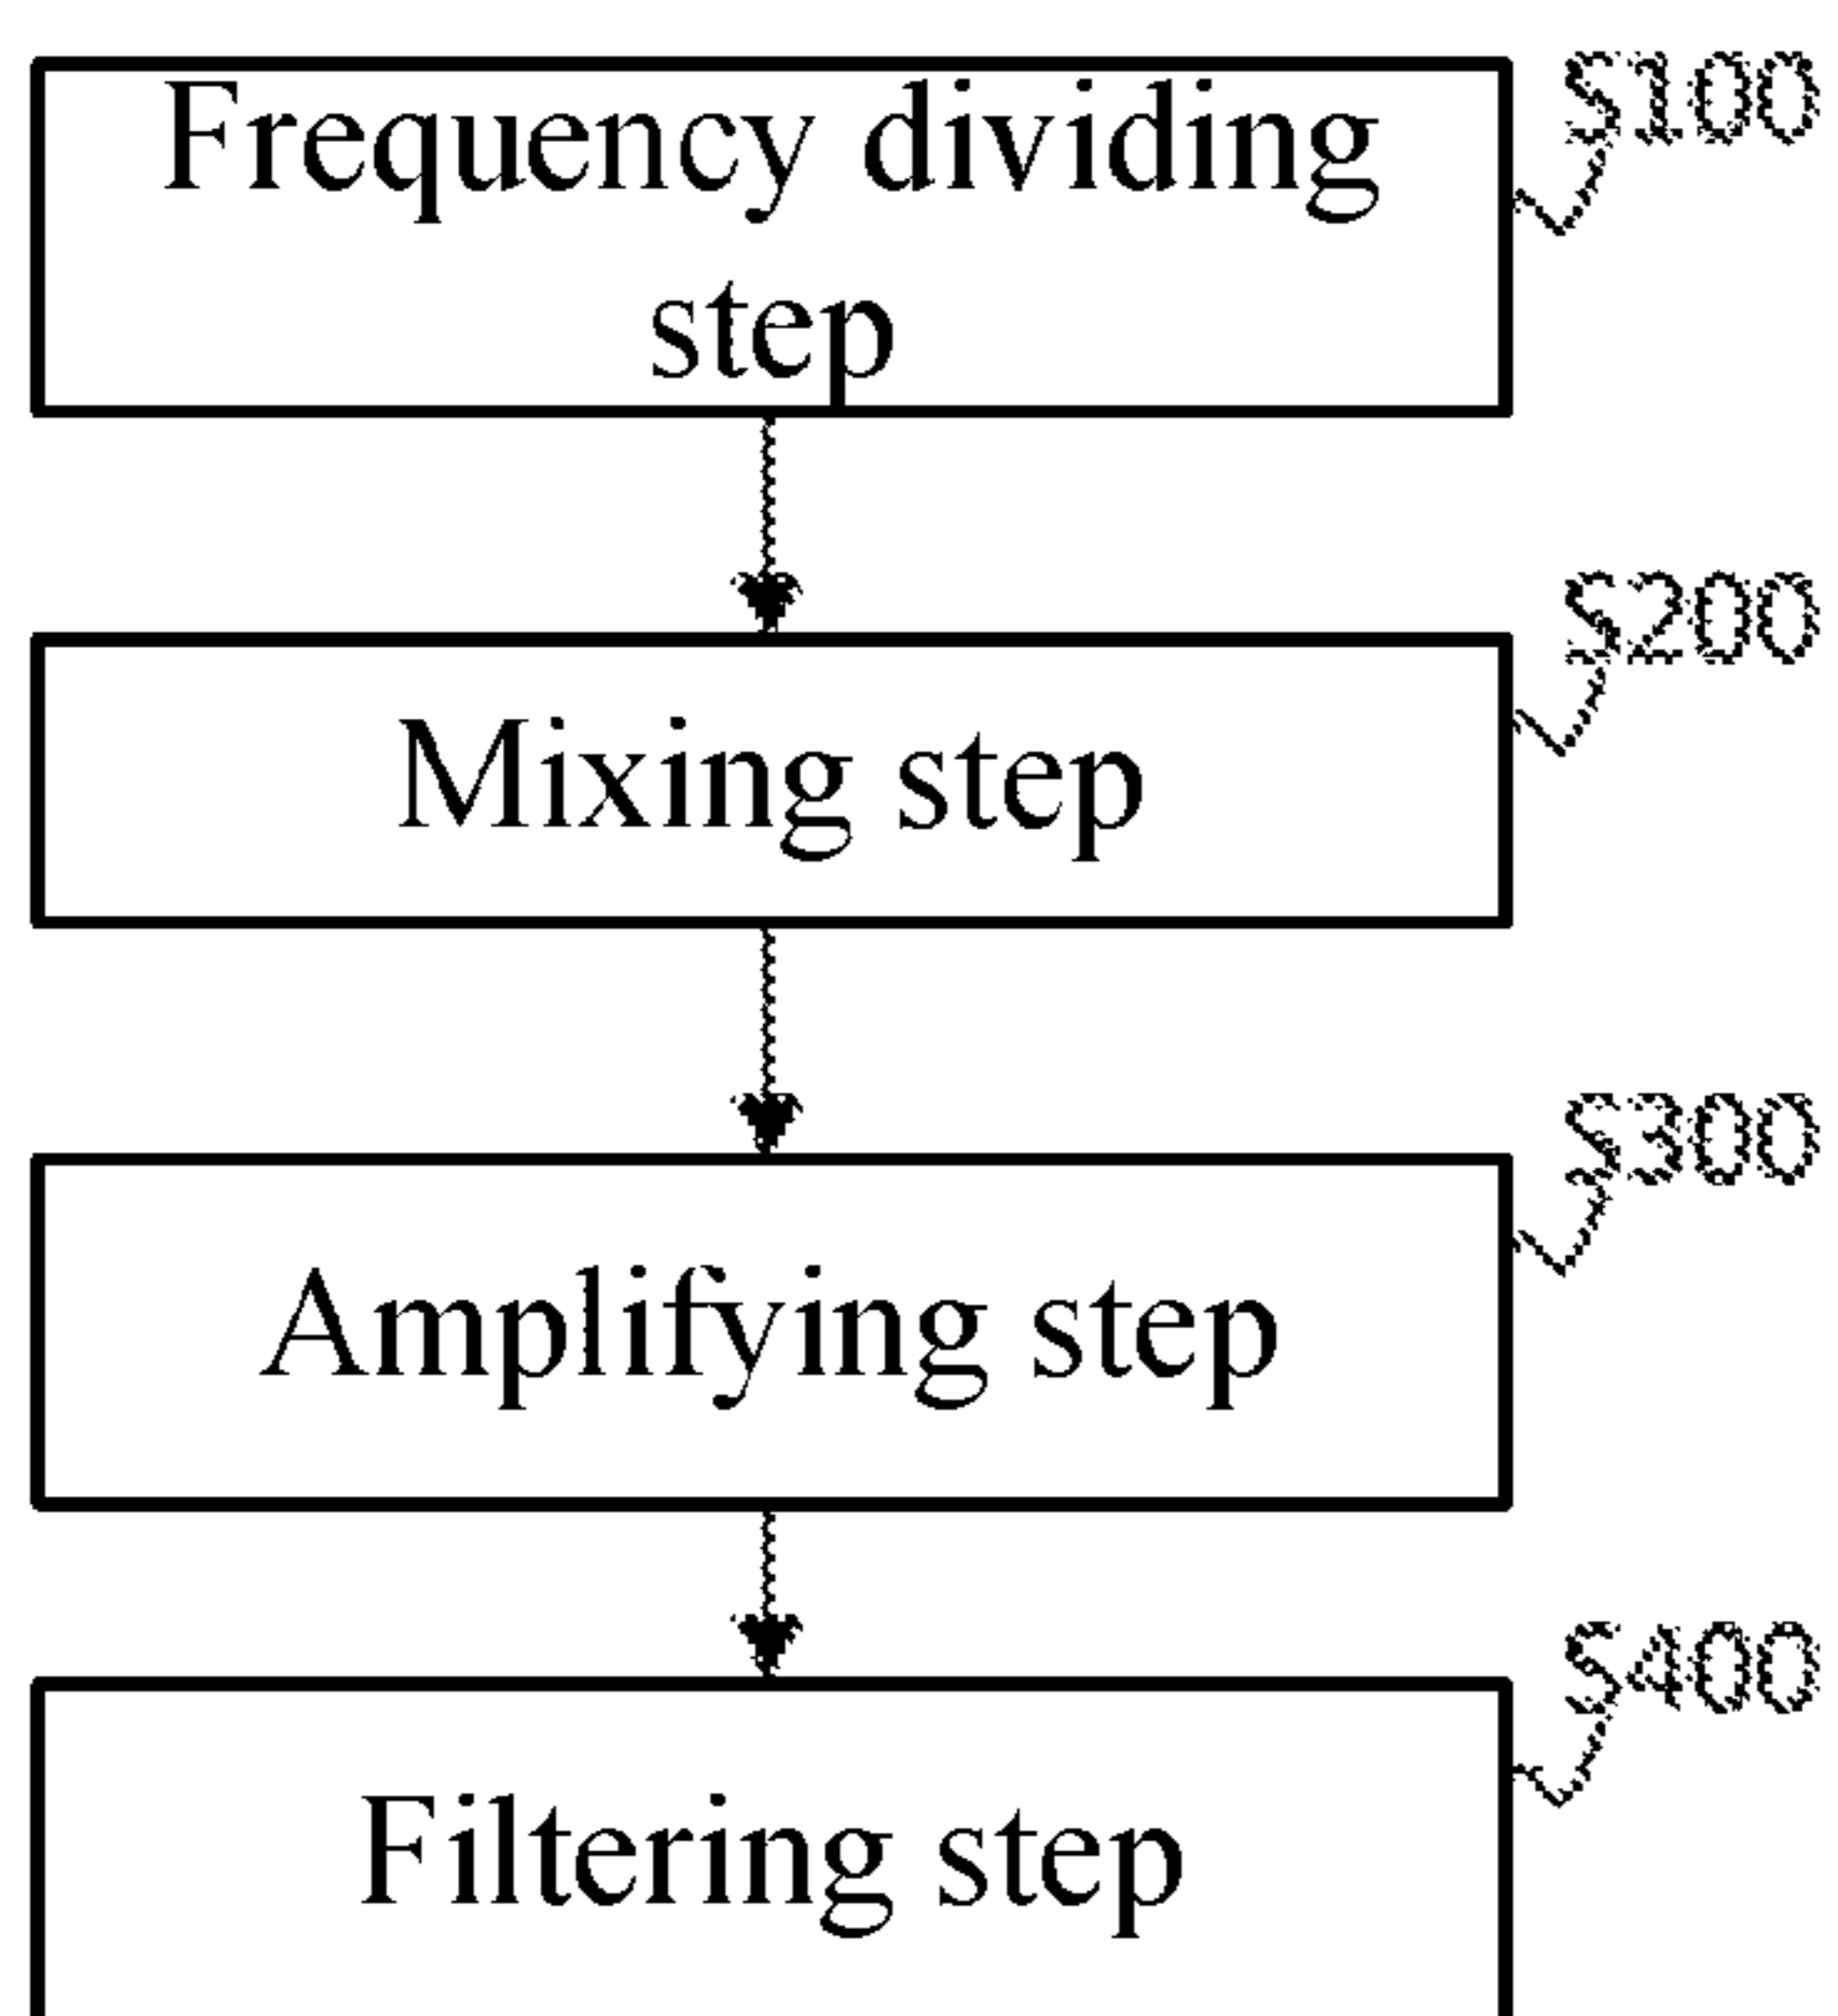 Frequency dividing
step
S100
Mixing step
S200
Amplifying step
S300
Filtering step
S400